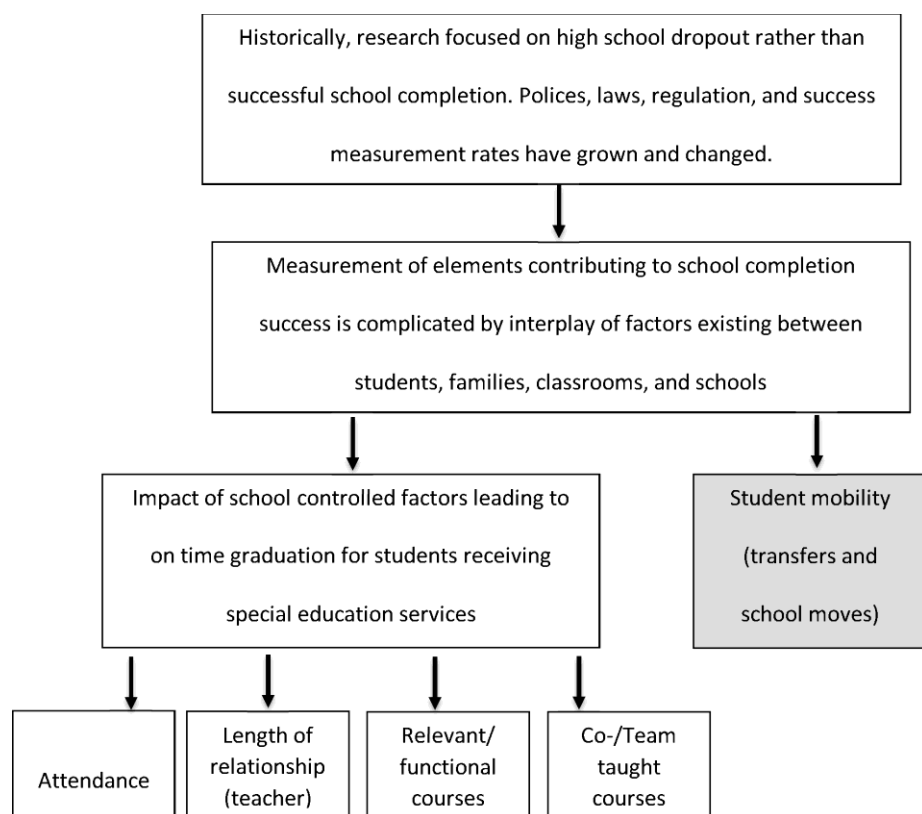 Historically, research focused on high school dropout rather than
successful school completion. Polices, laws, regulation, and success
measurement rates have grown and changed.
Measurement of elements contributing to school completion
success is complicated by interplay of factors existing between
students, families, classrooms, and schools
Impact of school controlled factors leading to
on time graduation for students receiving
special education services
Student mobility
(transfers and
school moves)
Attendance
Length of
relationship
(teacher)
Relevant/
functional
courses
Co-/Team
taught
courses